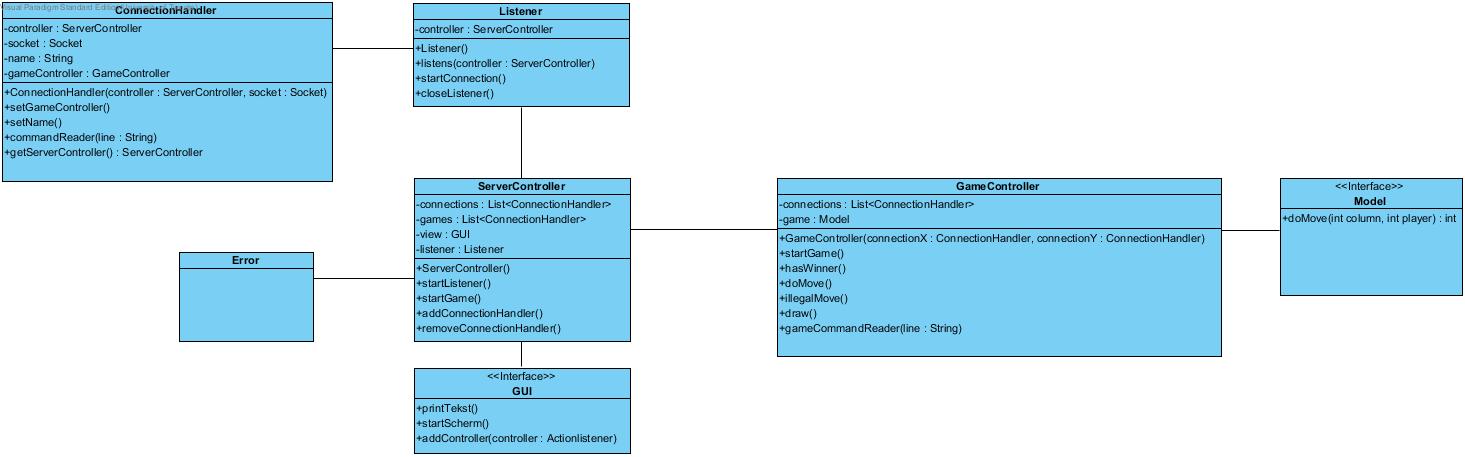 Visual Paradigm Standard Edition
ConnectionHandler
-controller : ServerController
-socket : Socket
-name : String
-gameController : GameController
+ConnectionHandler(controller : ServerController, socket : Socket)
+setGameController()
+setName()
+commandReader(line : String)
+getServerController() : ServerController
Listener
-controller : ServerController
+Listener()
+listens(controller : ServerController)
+startConnection()
+closeListener()
ServerController
-connections : List<ConnectionHandler>
-games : List<ConnectionHandler>
-view : GUI
-listener : Listener
+ServerController()
+startListener()
+startGame()
+addConnectionHandler()
+removeConnectionHandler()
GameController
-connections : List<ConnectionHandler>
-game : Model
+GameController(connectionX : ConnectionHandler, connectionY : ConnectionHandler)
+startGame()
+hasWinner()
+doMove()
+illegalMove()
+draw()
+gameCommandReader(line : String)
<<Interface>>
Model
+doMove(int column, int player) : int
Error
<<Interface>>
GUI
+printTekst()
+startScherm()
+addController(controller : Actionlistener)